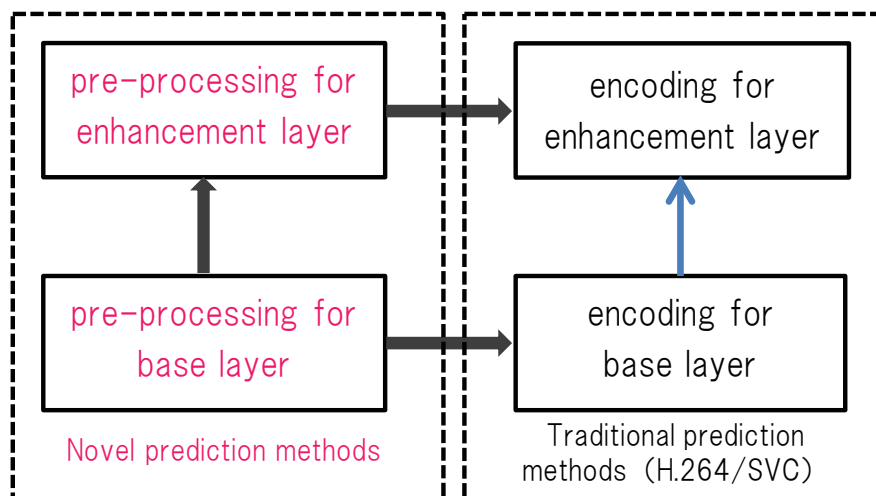 pre-processing for
enhancement layer
encoding for
enhancement layer
pre-processing for
base layer
encoding for
base layer
Novel prediction methods
Traditional prediction
methods (H.264/SVC)